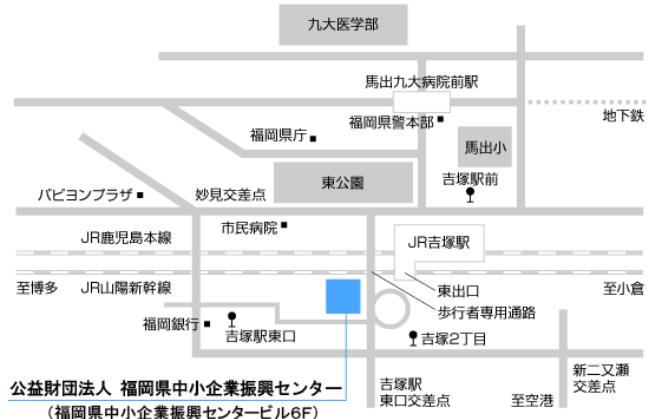 九大医学部
馬出九大病院前駅
地下鉄
福岡県警本部
福岡県庁
馬出小
東公園
吉塚駅前
パピヨンプラザ
妙見交差点
市民病院
JR吉塚駅
JR鹿児島本線
至博多
JR山陽新幹線
東出口
至小倉
歩行者専用通路
福岡銀行
吉塚駅東口
吉塚2丁目
公益財団法人 福岡県中小企業振興センター
(福岡県中小企業振興センタービル6F)
吉塚駅
東口交差点
至空港
新二又瀬
交差点